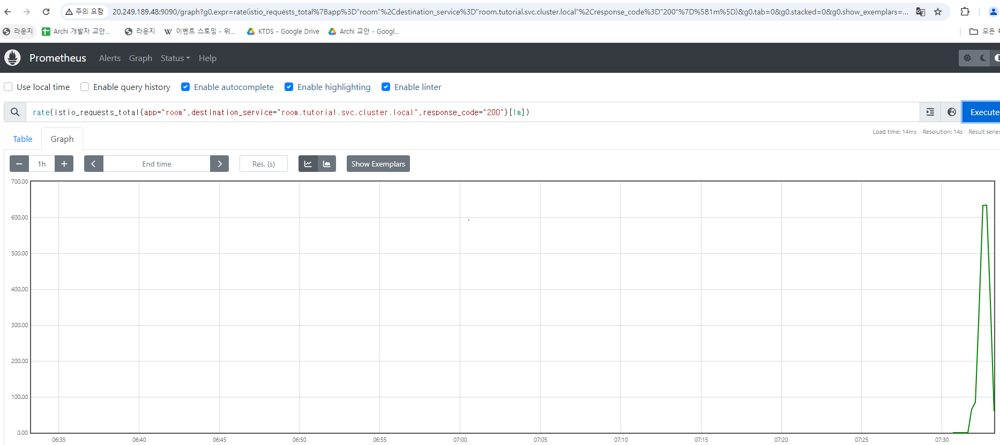 주의 요함 20.249.189.48:9090/graph?g0.expr=rate(istio_requests_total%7Bapp%3D"room"%2Cdestination_service%3D"room.tutorial.svc.cluster.local"%2Cresponse_code%3D"200"%7D%5B1m%5D)&g0.tab=0&g0.stacked=0&g0.show_exemplars=...
라운지 Archi 개발자 교안... 라운지 W 이벤트 스토밍 - 위... KTDS - Google Drive Archi 교안 - Googl... 모든
Prometheus Alerts Graph Status Help
Use local time Enable query history Enable autocomplete Enable highlighting Enable linter
rate(istio_requests_total{app="room",destination_service="room.tutorial.svc.cluster.local",response_code="200"}[1m]) Execute
Load time: 14ms Resolution: 14s Result series
Table Graph
− 1h + < End time > Res. (s) Show Exemplars
700.00
600.00
500.00
400.00
300.00
200.00
100.00
0.00
06:35 06:40 06:45 06:50 06:55 07:00 07:05 07:10 07:15 07:20 07:25 07:30